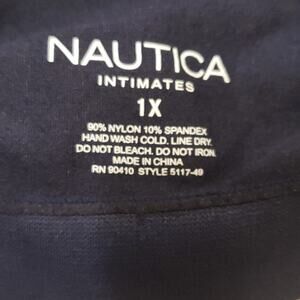 NAUTICA
INTIMATES
1X
90% NYLON 10% SPANDEX
HAND WASH COLD. LINE DRY.
DO NOT BLEACH. DO NOT IRON.
MADE IN CHINA
RN 90410 STYLE 5117-49